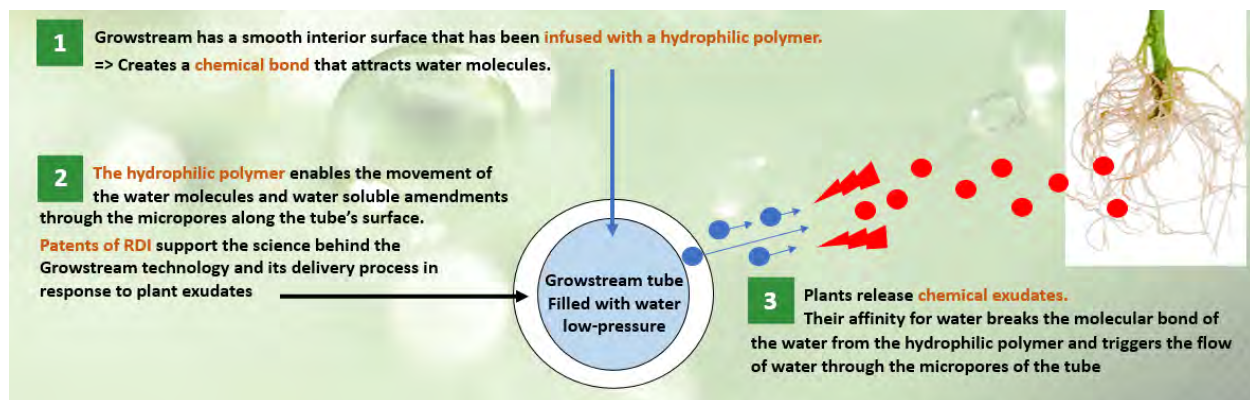 1
Growstream has a smooth interior surface that has been infused with a hydrophilic polymer.
=> Creates a chemical bond that attracts water molecules.
2
The hydrophilic polymer enables the movement of
the water molecules and water soluble amendments
through the micropores along the tube's surface.
Patents of RDI support the science behind the
Growstream technology and its delivery process in
response to plant exudates
Growstream tube
Filled with water
low-pressure
3
Plants release chemical exudates.
Their affinity for water breaks the molecular bond of
the water from the hydrophilic polymer and triggers the flow
of water through the micropores of the tube